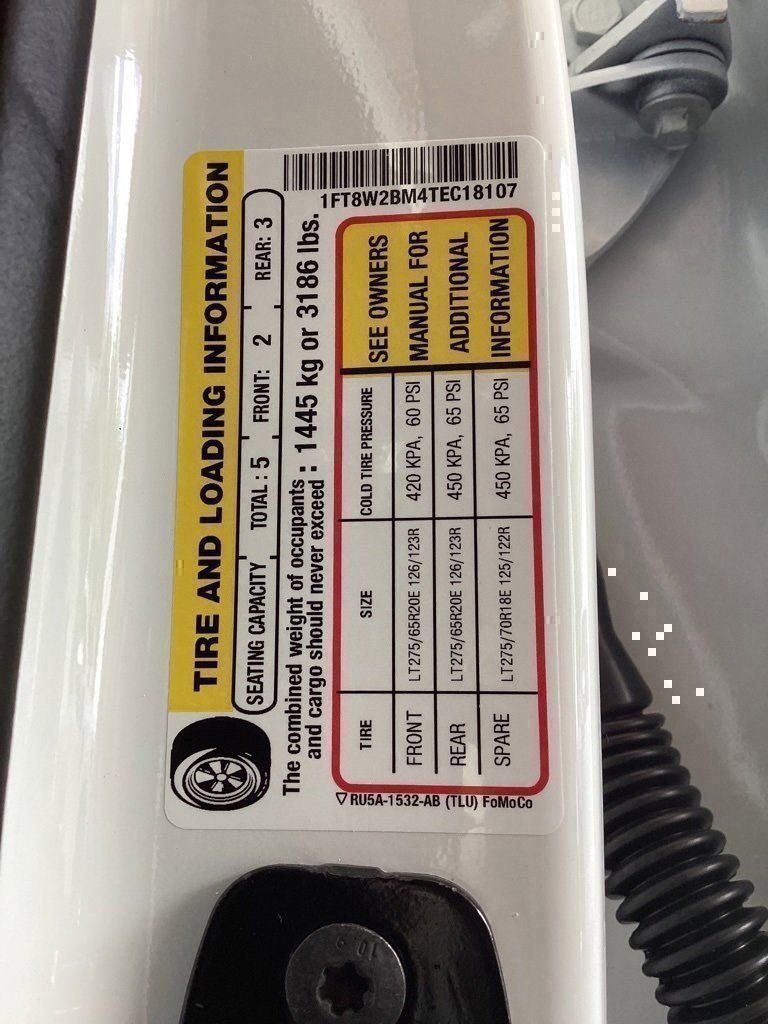 TIRE AND LOADING INFORMATION
SEATING CAPACITY TOTAL : 5 FRONT: 2 REAR: 3
The combined weight of occupants
and cargo should never exceed : 1445 kg or 3186 lbs.
TIRE SIZE COLD TIRE PRESSURE
FRONT LT275/65R20E 126/123R 420 KPA, 60 PSI
REAR LT275/65R20E 126/123R 450 KPA, 65 PSI
SPARE LT275/70R18E 125/122R 450 KPA, 65 PSI
SEE OWNERS
MANUAL FOR
ADDITIONAL
INFORMATION
1FT8W2BM4TEC18107
RU5A-1532-AB (TLU) FoMoCo
10.9